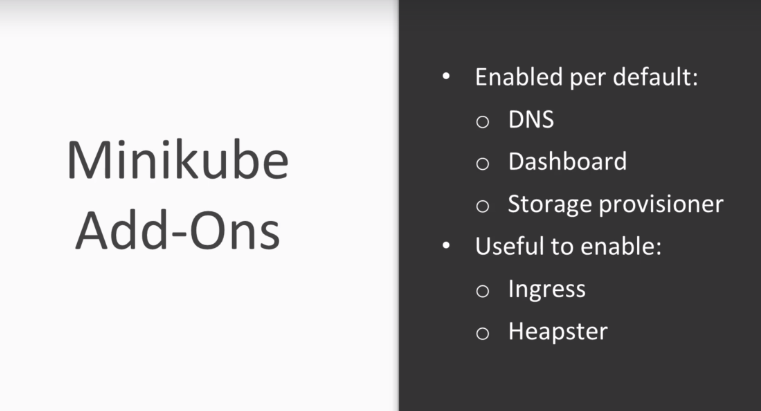 Minikube
Add-Ons
• Enabled per default:
o DNS
o Dashboard
o Storage provisioner
• Useful to enable:
o Ingress
o Heapster